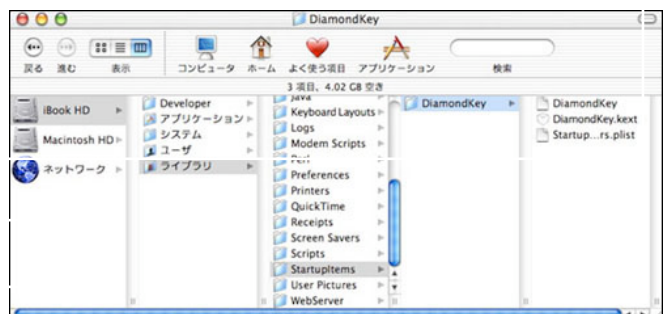 DiamondKey
戻る 進む 表示 コンピュータ ホーム よく使う項目 アプリケーション 検索
3 項目、4.02 GB 空き
iBook HD
Macintosh HD
ネットワーク
Developer
アプリケーション
システム
ユーザ
ライブラリ
Java
Keyboard Layouts
Logs
Modem Scripts
Perl
Preferences
Printers
QuickTime
Receipts
Screen Savers
Scripts
StartupItems
User Pictures
WebServer
DiamondKey
DiamondKey
DiamondKey.kext
Startup...rs.plist